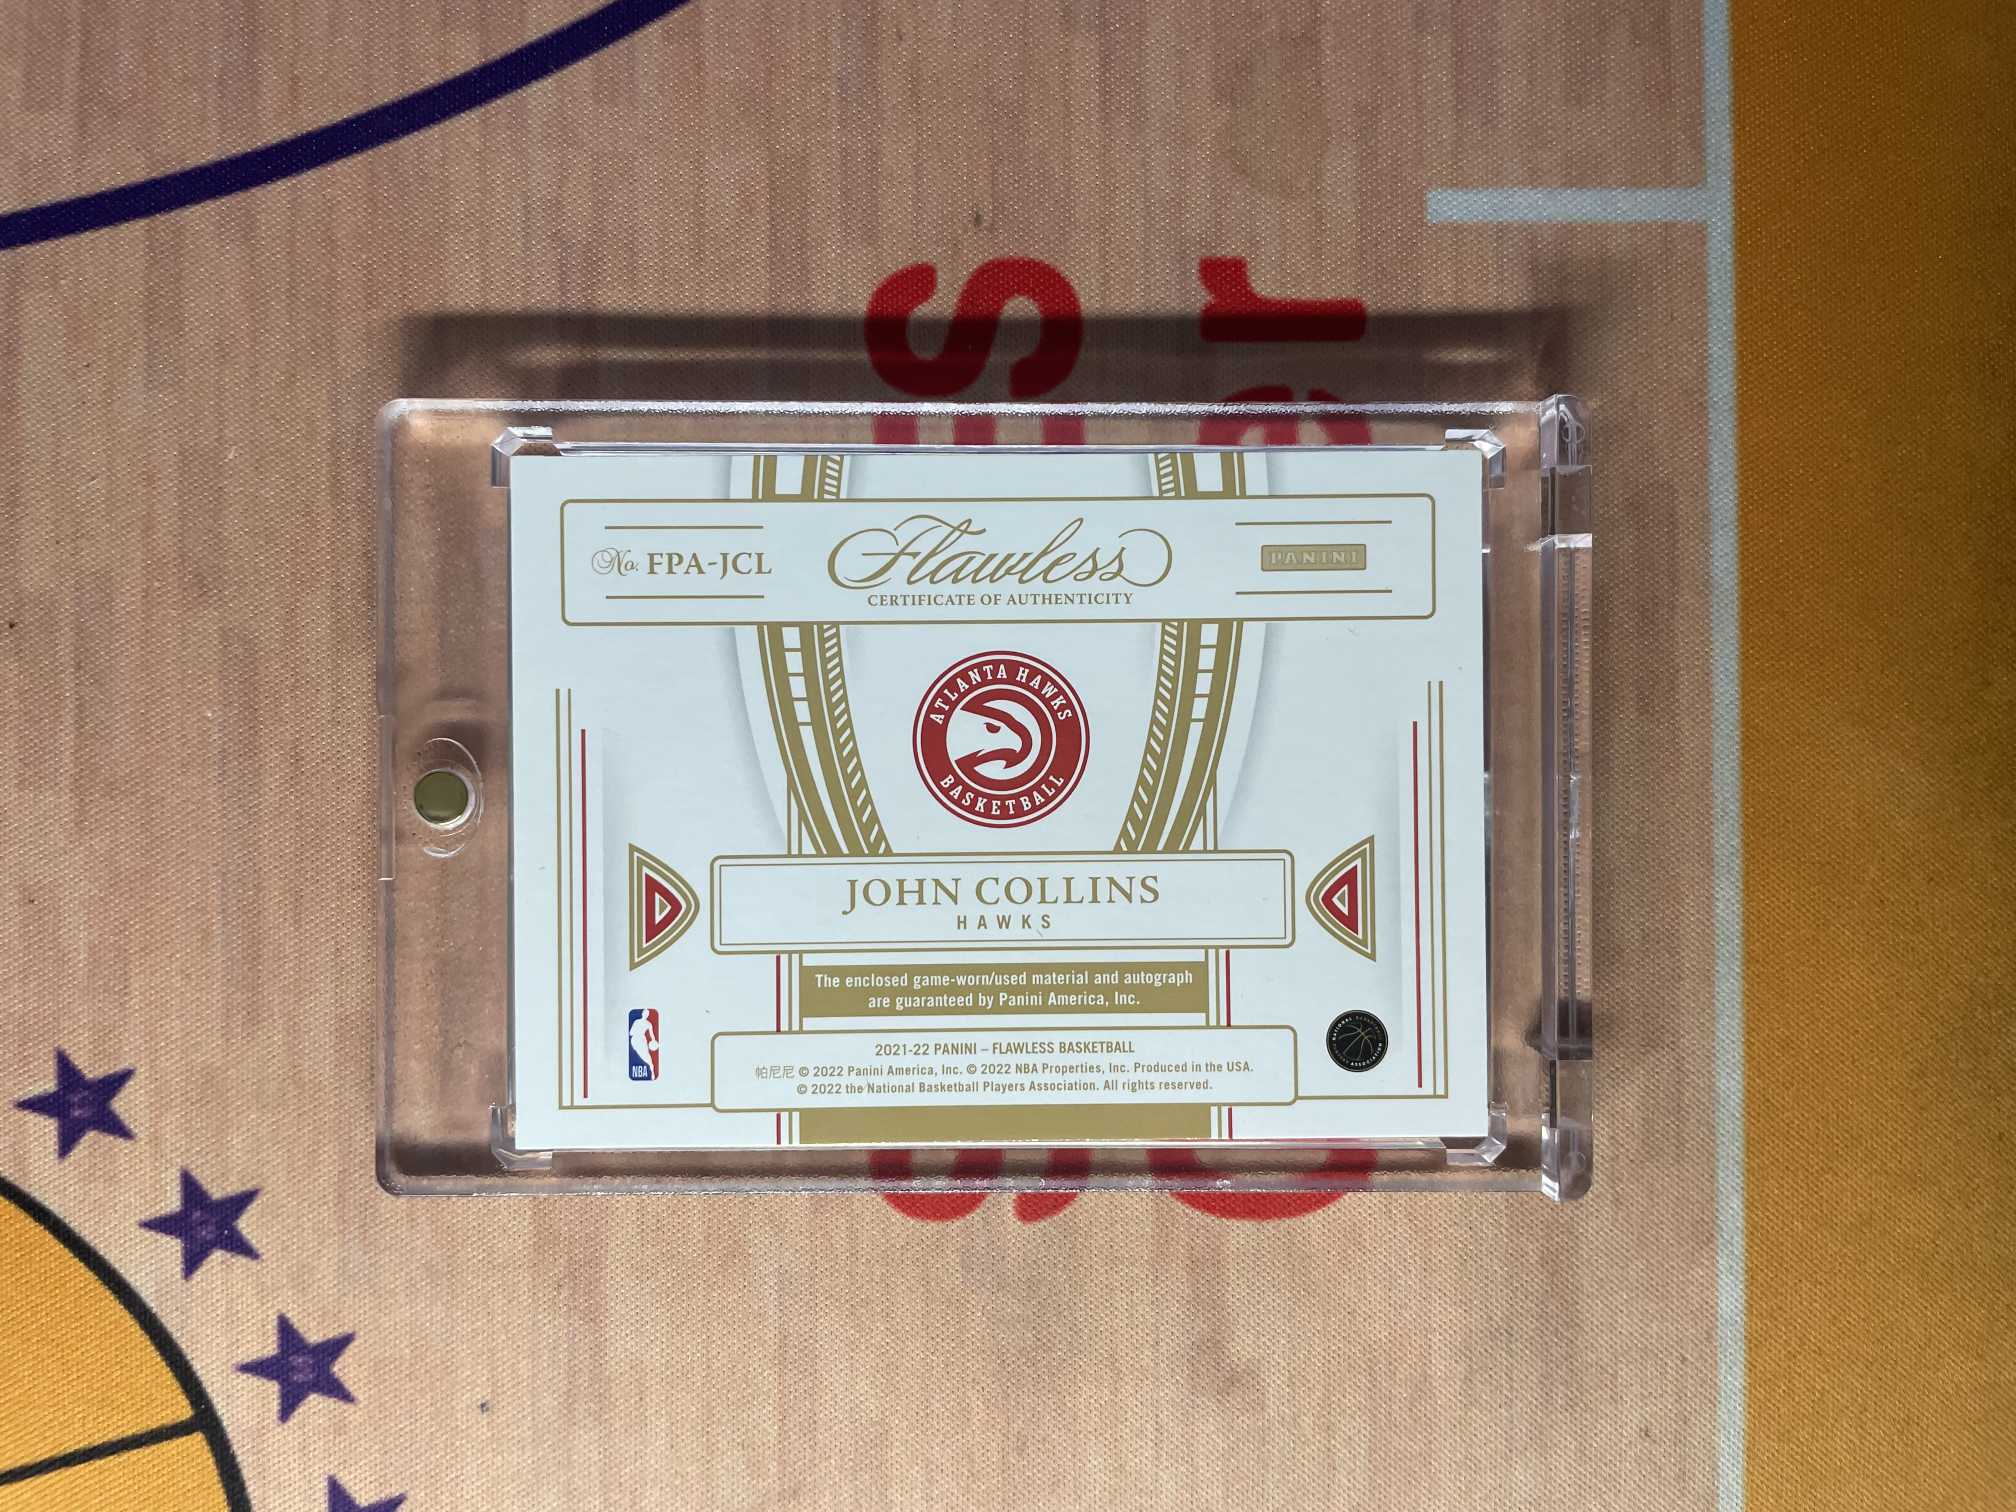 No. FPA-JCL
Flawless
CERTIFICATE OF AUTHENTICITY
PANINI
ATLANTA HAWKS
BASKETBALL
JOHN COLLINS
HAWKS
The enclosed game-worn/used material and autograph
are guaranteed by Panini America, Inc.
NBA
2021-22 PANINI – FLAWLESS BASKETBALL
帕尼尼 © 2022 Panini America, Inc. © 2022 NBA Properties, Inc. Produced in the USA.
© 2022 the National Basketball Players Association. All rights reserved.